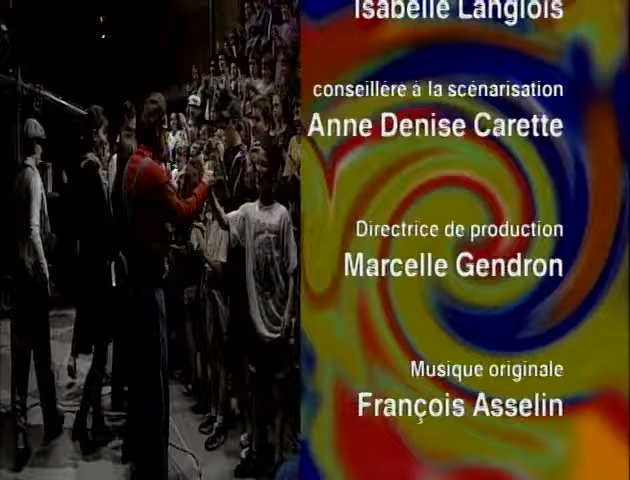 Isabelle Langlois
conseillère à la scénarisation
Anne Denise Carette
Directrice de production
Marcelle Gendron
Musique originale
François Asselin